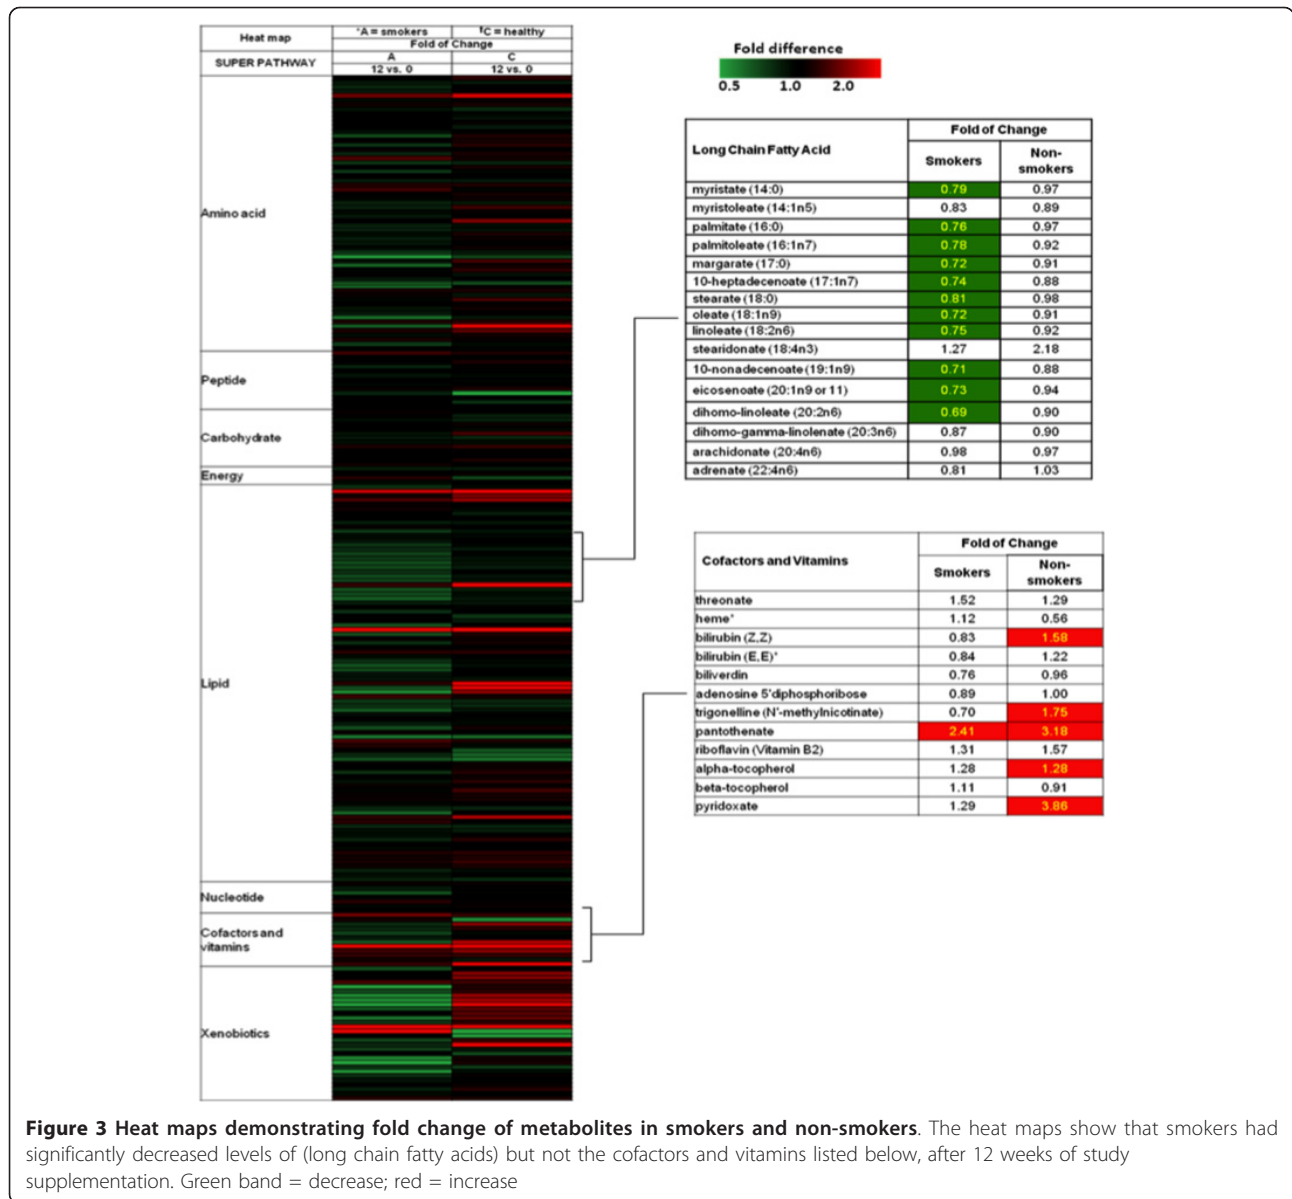 Heat map
*A = smokers
‡C = healthy
Fold of Change
SUPER PATHWAY
A
C
12 vs. 0
12 vs. 0
Amino acid
Peptide
Carbohydrate
Energy
Lipid
Nucleotide
Cofactors and
vitamins
Xenobiotics
Fold difference
0.5 1.0 2.0
Long Chain Fatty Acid
Fold of Change
Smokers
Non-
smokers
myristate (14:0) 0.79 0.97
myristoleate (14:1n5) 0.83 0.89
palmitate (16:0) 0.76 0.97
palmitoleate (16:1n7) 0.78 0.92
margarate (17:0) 0.72 0.91
10-heptadecenoate (17:1n7) 0.74 0.88
stearate (18:0) 0.81 0.98
oleate (18:1n9) 0.72 0.91
linoleate (18:2n6) 0.75 0.92
stearidonate (18:4n3) 1.27 2.18
10-nonadecenoate (19:1n9) 0.71 0.88
eicosenoate (20:1n9 or 11) 0.73 0.94
dihomo-linoleate (20:2n6) 0.69 0.90
dihomo-gamma-linolenate (20:3n6) 0.87 0.90
arachidonate (20:4n6) 0.98 0.97
adrenate (22:4n6) 0.81 1.03
Cofactors and Vitamins
Fold of Change
Smokers
Non-
smokers
threonate 1.52 1.29
heme* 1.12 0.56
bilirubin (Z,Z) 0.83 1.58
bilirubin (E,E)* 0.84 1.22
biliverdin 0.76 0.96
adenosine 5'diphosphoribose 0.89 1.00
trigonelline (N'-methylnicotinate) 0.70 1.75
pantothenate 2.41 3.18
riboflavin (Vitamin B2) 1.31 1.57
alpha-tocopherol 1.28 1.28
beta-tocopherol 1.11 0.91
pyridoxate 1.29 3.86
Figure 3 Heat maps demonstrating fold change of metabolites in smokers and non-smokers. The heat maps show that smokers had
significantly decreased levels of (long chain fatty acids) but not the cofactors and vitamins listed below, after 12 weeks of study
supplementation. Green band = decrease; red = increase